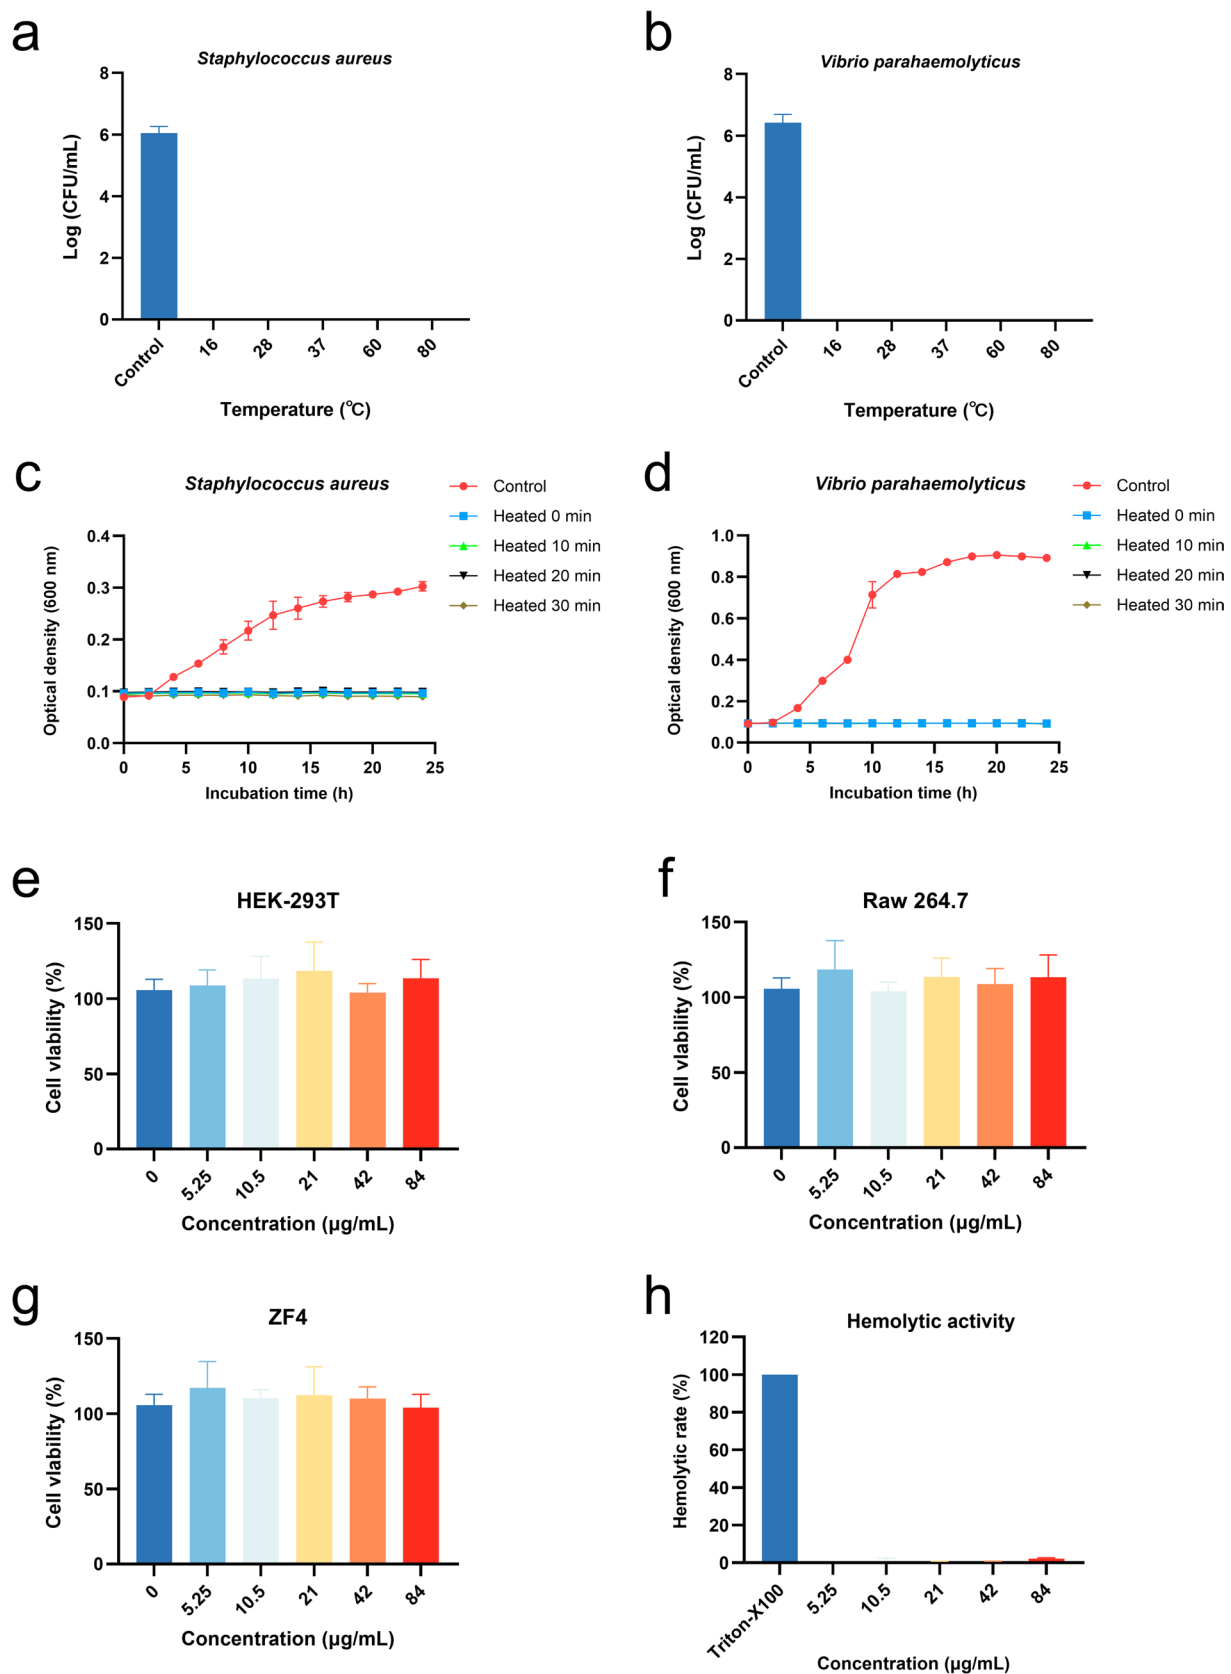 a
Staphylococcus aureus
8
6
4
2
0
Log (CFU/mL)
Control
16
28
37
60
80
Temperature (℃)
b
Vibrio parahaemolyticus
8
6
4
2
0
Log (CFU/mL)
Control
16
28
37
60
80
Temperature (℃)
c
Staphylococcus aureus
Control
Heated 0 min
Heated 10 min
Heated 20 min
Heated 30 min
0.4
0.3
0.2
0.1
0.0
Optical density (600 nm)
0
5
10
15
20
25
Incubation time (h)
d
Vibrio parahaemolyticus
Control
Heated 0 min
Heated 10 min
Heated 20 min
Heated 30 min
1.0
0.8
0.6
0.4
0.2
0.0
Optical density (600 nm)
0
5
10
15
20
25
Incubation time (h)
e
HEK-293T
150
100
50
0
Cell vlability (%)
0
5.25
10.5
21
42
84
Concentration (μg/mL)
f
Raw 264.7
150
100
50
0
Cell vlability (%)
0
5.25
10.5
21
42
84
Concentration (μg/mL)
g
ZF4
150
100
50
0
Cell vlability (%)
0
5.25
10.5
21
42
84
Concentration (μg/mL)
h
Hemolytic activity
120
100
80
60
40
20
0
Hemolytic rate (%)
Triton-X100
5.25
10.5
21
42
84
Concentration (μg/mL)